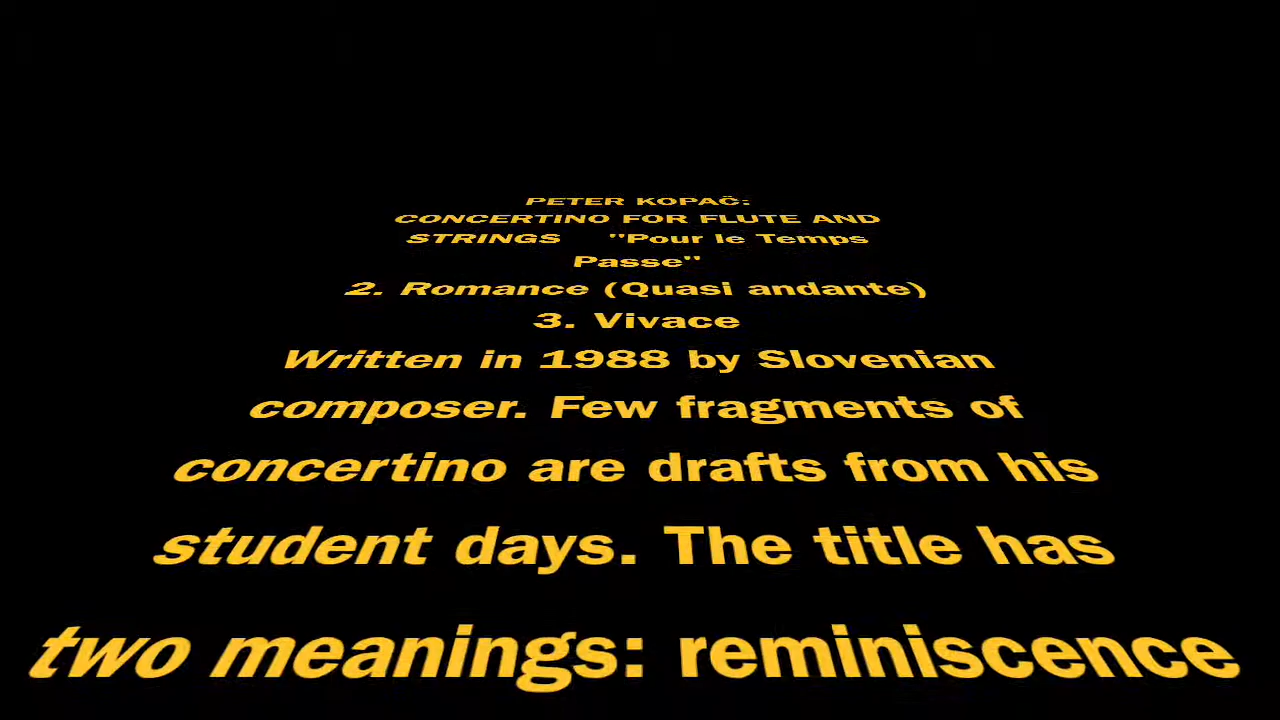 PETER KOPAČ:
CONCERTINO FOR FLUTE AND
STRINGS "Pour le Temps
Passe"
2. Romance (Quasi andante)
3. Vivace
Written in 1988 by Slovenian
composer. Few fragments of
concertino are drafts from his
student days. The title has
two meanings: reminiscence